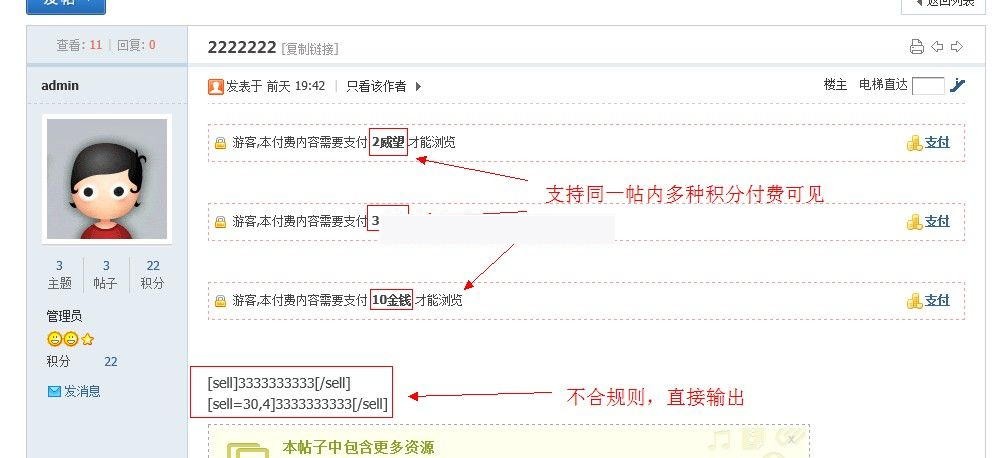 发帖
返回列表
查看: 11 | 回复: 0
2222222 [复制链接]
admin
发表于 前天 19:42 | 只看该作者
楼主 电梯直达
游客,本付费内容需要支付 2威望 才能浏览
支付
支持同一帖内多种积分付费可见
游客,本付费内容需要支付 3
支付
3 3 22
主题 帖子 积分
游客,本付费内容需要支付 10金钱 才能浏览
支付
管理员
积分 22
发消息
[sell]3333333333[/sell]
[sell=30,4]3333333333[/sell]
不合规则，直接输出
本帖子中包含更多资源
x